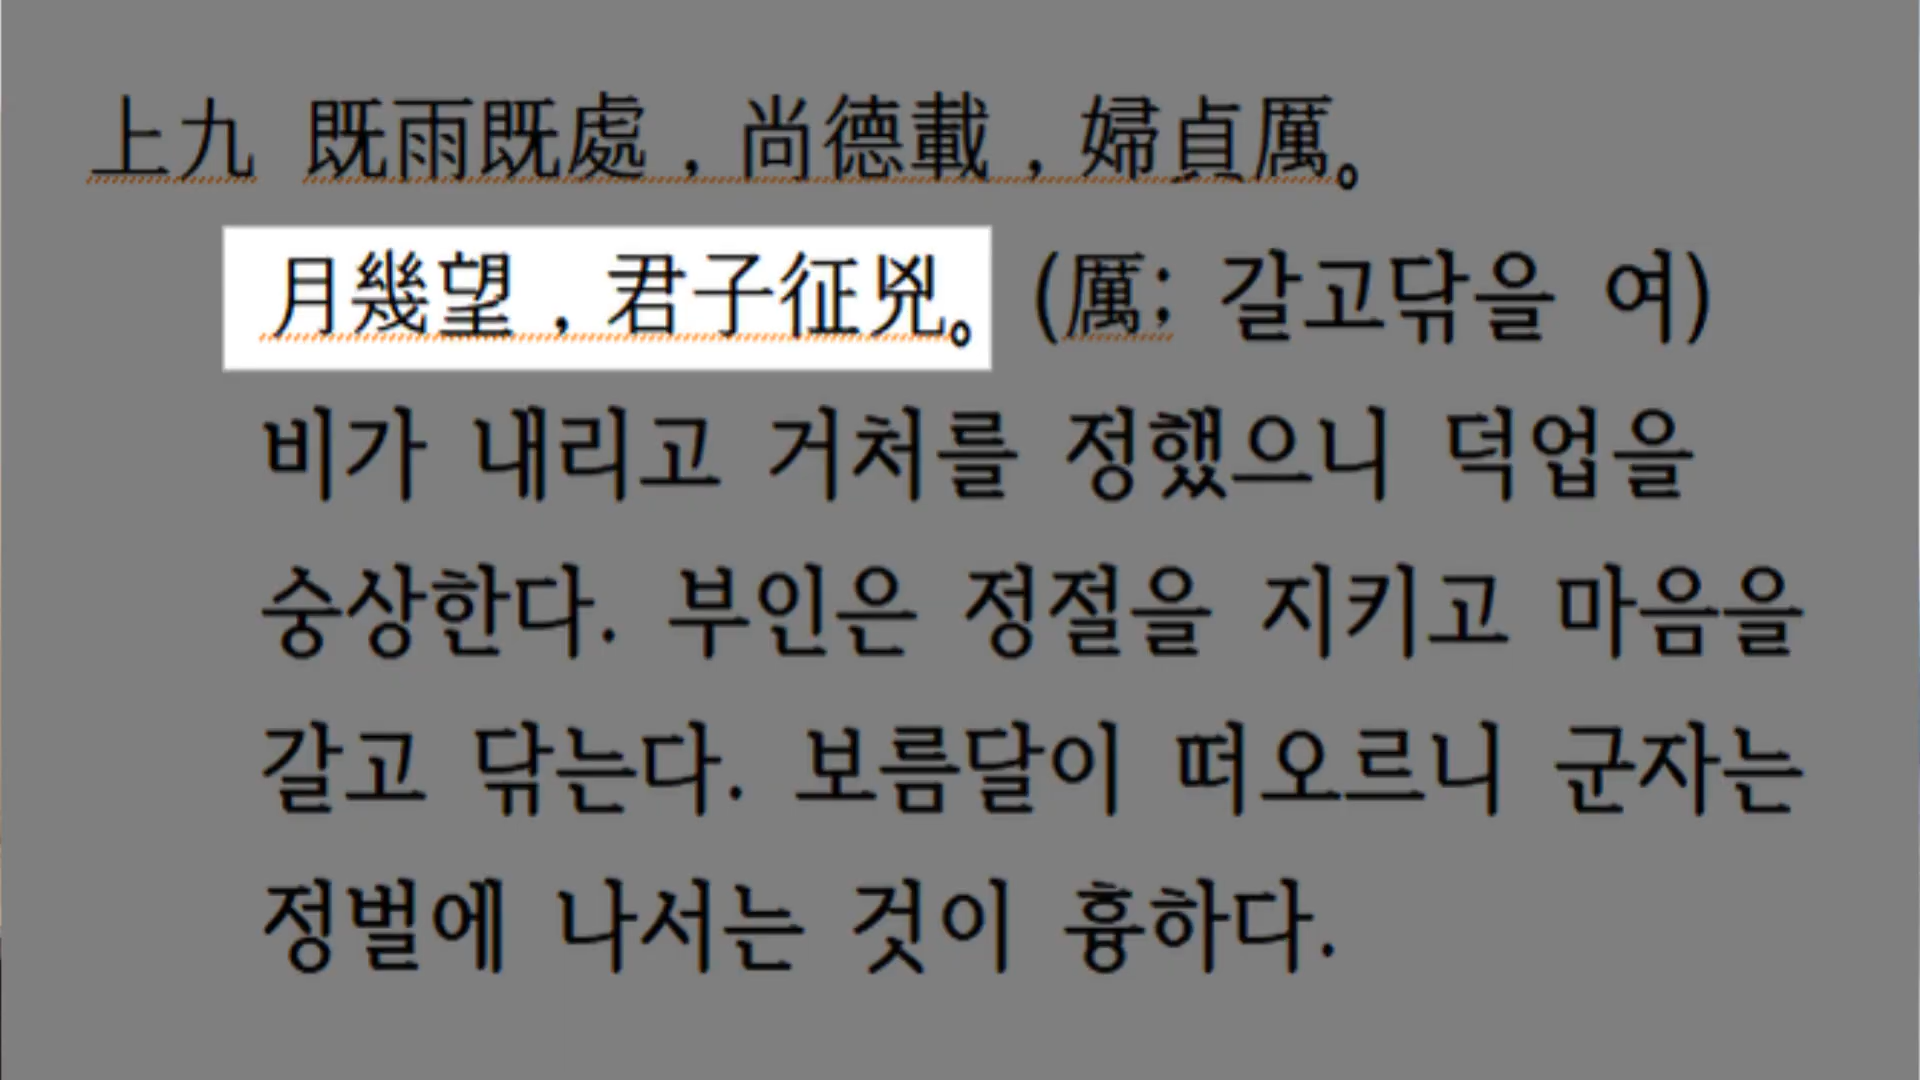 上九 既雨既處，尚德載，婦貞厲。
月幾望，君子征兇。 (厲: 갈고닦을 여)
비가 내리고 거처를 정했으니 덕업을
숭상한다. 부인은 정절을 지키고 마음을
갈고 닦는다. 보름달이 떠오르니 군자는
정벌에 나서는 것이 흉하다.